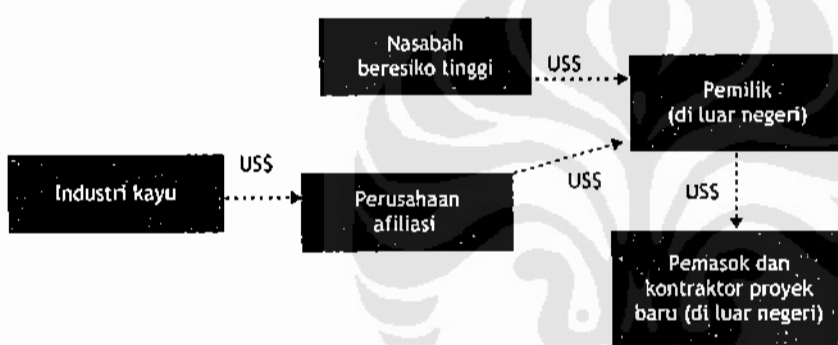 Nasabah
beresiko tinggi
US$
Pemilik
(di luar negeri)
Industri kayu
US$
Perusahaan
afiliasi
US$
US$
Pemasok dan
kontraktor proyek
baru (di luar negeri)